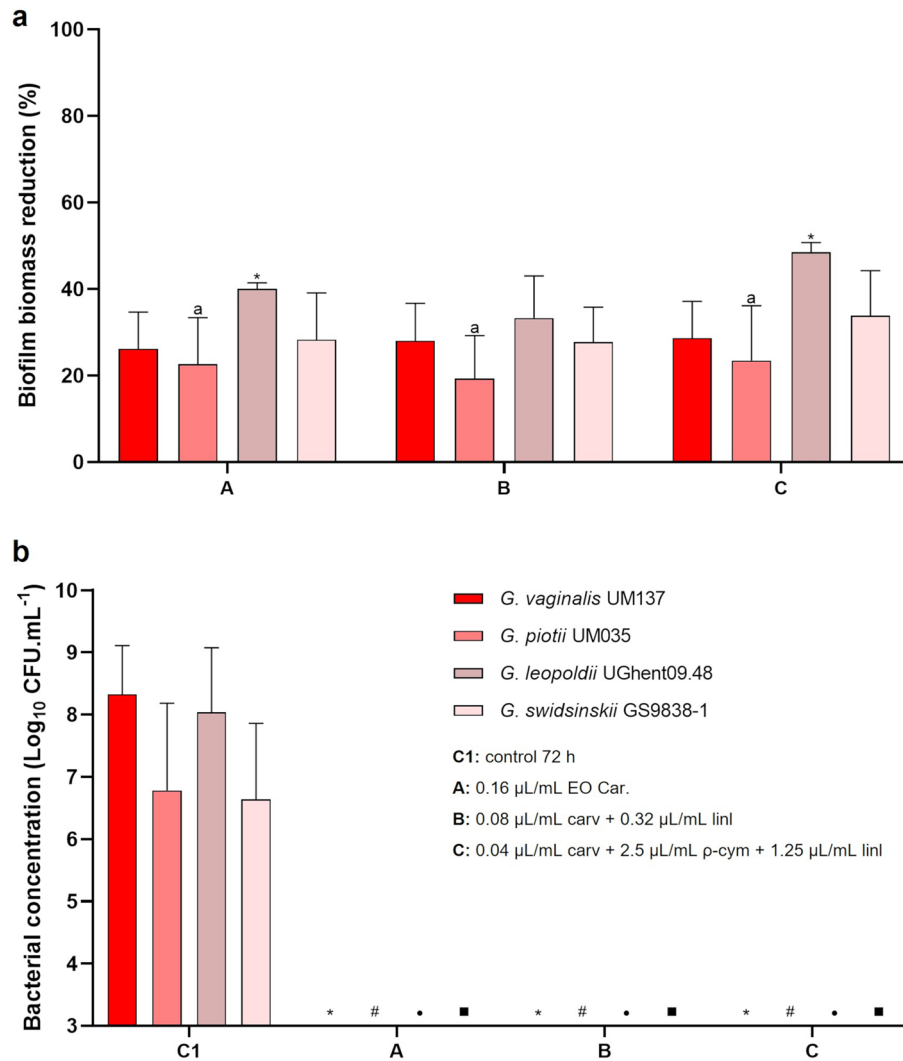 a
Biofilm biomass reduction (%)
100
80
60
40
20
0
a
*
a
a
*
A
B
C
b
Bacterial concentration (Log₁₀ CFU.mL⁻¹)
10
9
8
7
6
5
4
3
G. vaginalis UM137
G. piotii UM035
G. leopoldii UGhent09.48
G. swidsinskii GS9838-1
C1: control 72 h
A: 0.16 µL/mL EO Car.
B: 0.08 µL/mL carv + 0.32 µL/mL linl
C: 0.04 µL/mL carv + 2.5 µL/mL ρ-cym + 1.25 µL/mL linl
* # • ■ * # • ■ * # • ■
C1
A
B
C